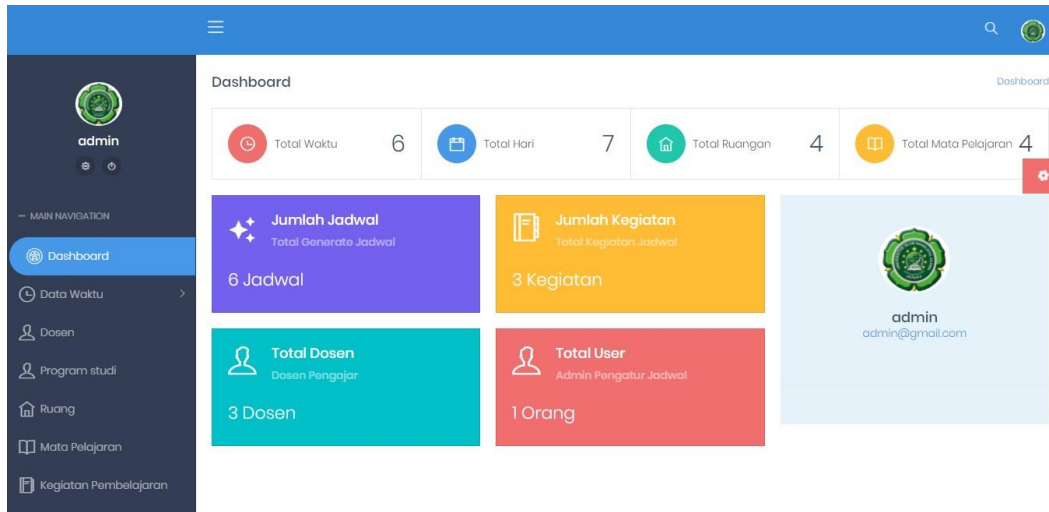 Dashboard
Dashboard
admin
Total Waktu 6
Total Hari 7
Total Ruangan 4
Total Mata Pelajaran 4
-- MAIN NAVIGATION
Dashboard
Data Waktu
Dosen
Program studi
Ruang
Mata Pelajaran
Kegiatan Pembelajaran
Jumlah Jadwal
Total Generate Jadwal
6 Jadwal
Jumlah Kegiatan
Total Kegiatan Jadwal
3 Kegiatan
Total Dosen
Dosen Pengajar
3 Dosen
Total User
Admin Pengatur Jadwal
1 Orang
admin
admin@gmail.com